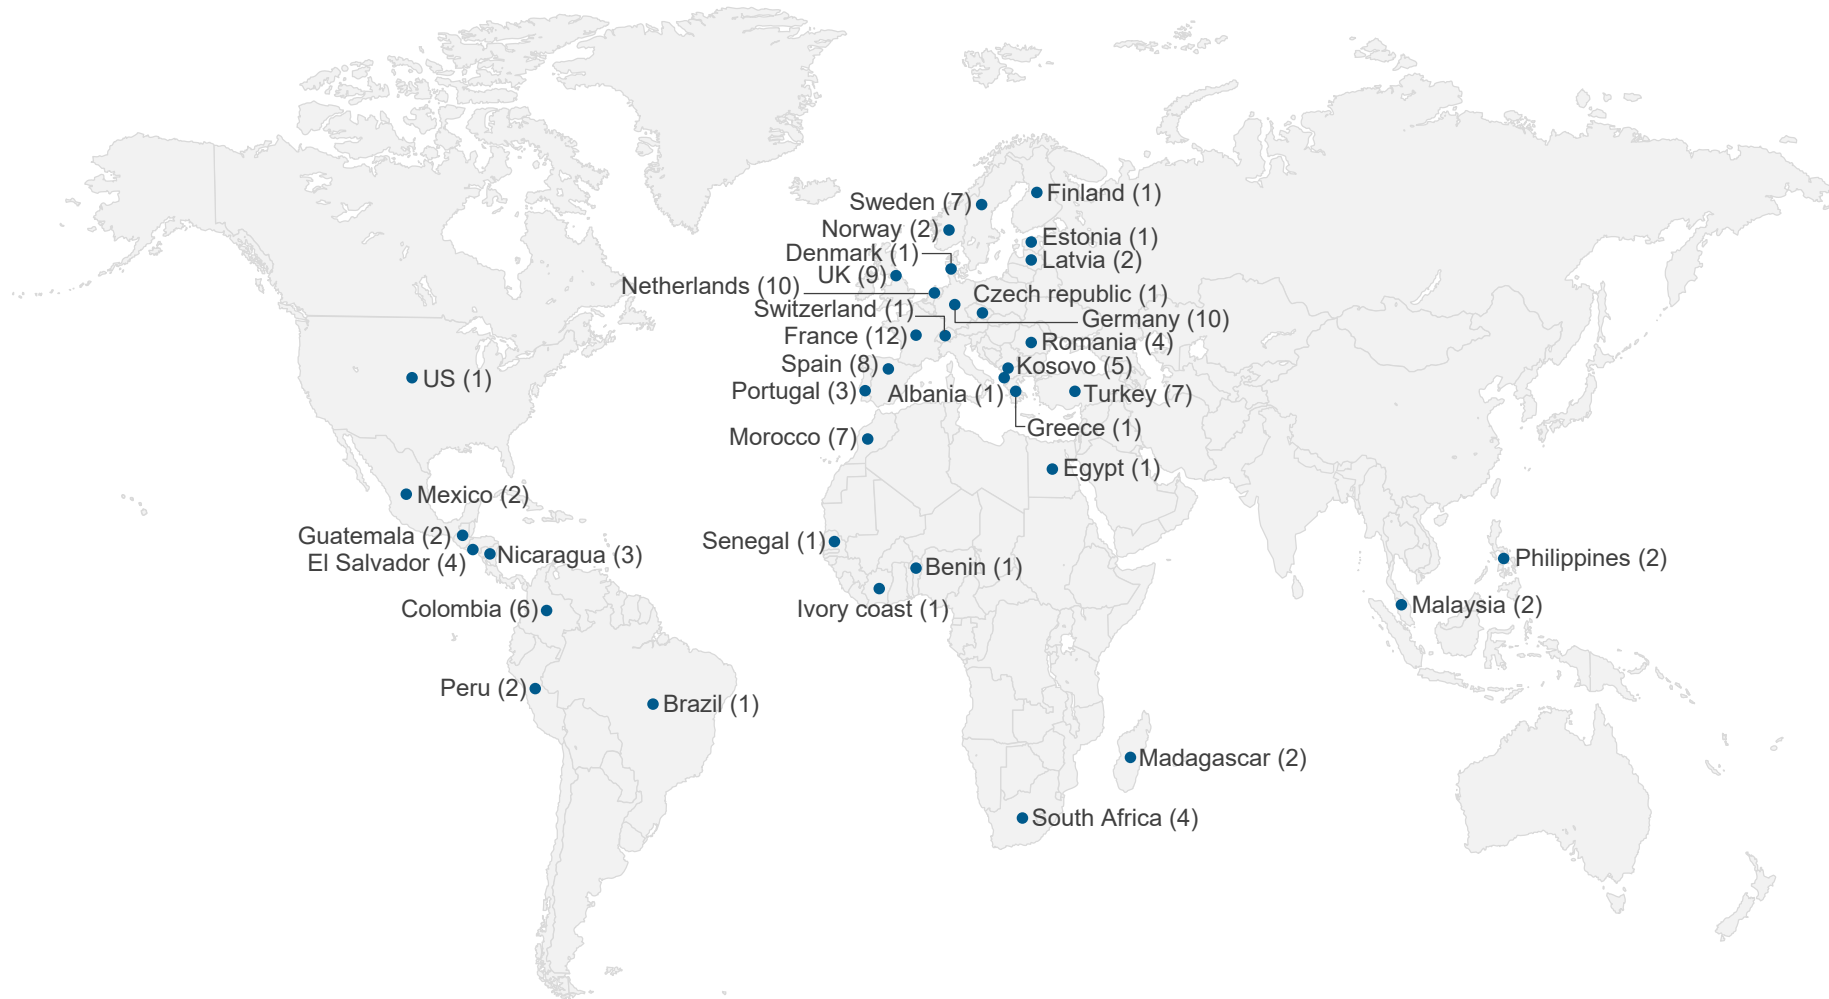 Finland (1)
Sweden (7)
Norway (2)
Estonia (1)
Denmark (1)
Latvia (2)
UK (9)
Netherlands (10)
Czech republic (1)
Switzerland (1)
Germany (10)
France (12)
Romania (4)
Spain (8)
Kosovo (5)
US (1)
Portugal (3)
Albania (1)
Turkey (7)
Greece (1)
Morocco (7)
Egypt (1)
Mexico (2)
Guatemala (2)
Senegal (1)
Nicaragua (3)
El Salvador (4)
Philippines (2)
Benin (1)
Colombia (6)
Ivory coast (1)
Malaysia (2)
Peru (2)
Brazil (1)
Madagascar (2)
South Africa (4)